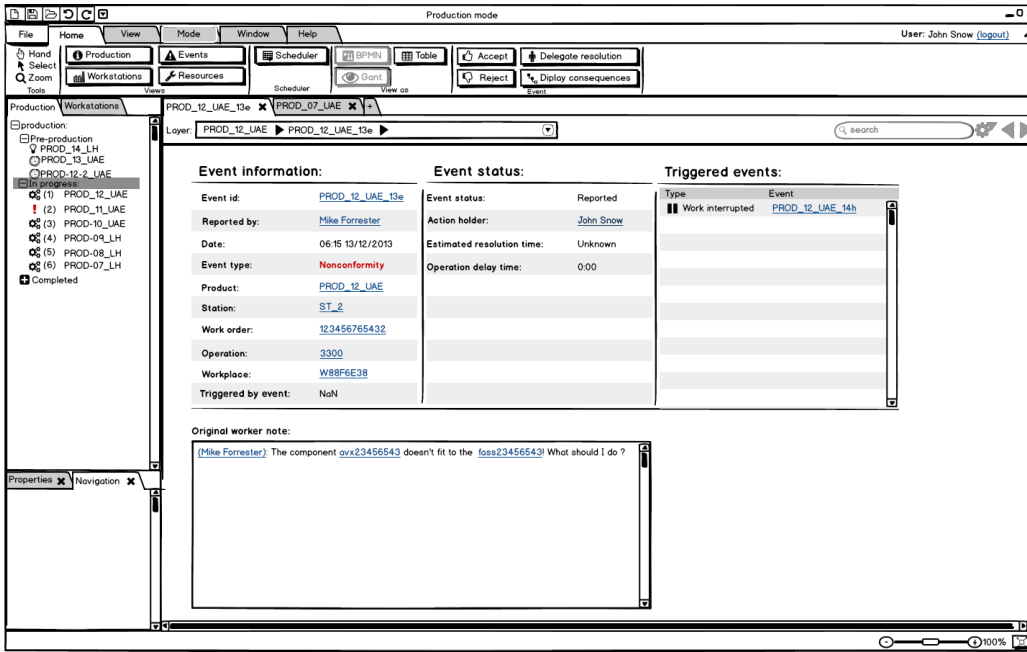 Production mode
File Home View Mode Window Help User: John Snow (logout)
Hand Production Events Scheduler BPMN Table Accept Delegate resolution
Select
Zoom Workstations Resources Gant Reject Diplay consequences
Tools Views Scheduler View as Event
Production Workstations PROD_12_UAE_13e PROD_07_UAE +
Layer: PROD_12_UAE PROD_12_UAE_13e search
production:
Pre-production
PROD_14_LH
PROD_13_UAE
PROD-12-2_UAE
In progress:
(1) PROD_12_UAE
(2) PROD_11_UAE
(3) PROD-10_UAE
(4) PROD-09_LH
(5) PROD-08_LH
(6) PROD-07_LH
Completed
Event information:
Event id: PROD_12_UAE_13e
Reported by: Mike Forrester
Date: 06:15 13/12/2013
Event type: Nonconformity
Product: PROD_12_UAE
Station: ST_2
Work order: 123456765432
Operation: 3300
Workplace: W88F6E38
Triggered by event: NaN
Event status:
Event status: Reported
Action holder: John Snow
Estimated resolution time: Unknown
Operation delay time: 0:00
Triggered events:
Type Event
Work interrupted PROD_12_UAE_14h
Original worker note:
(Mike Forrester): The component avx23456543 doesn't fit to the fass23456543! What should I do ?
Properties Navigation
100%